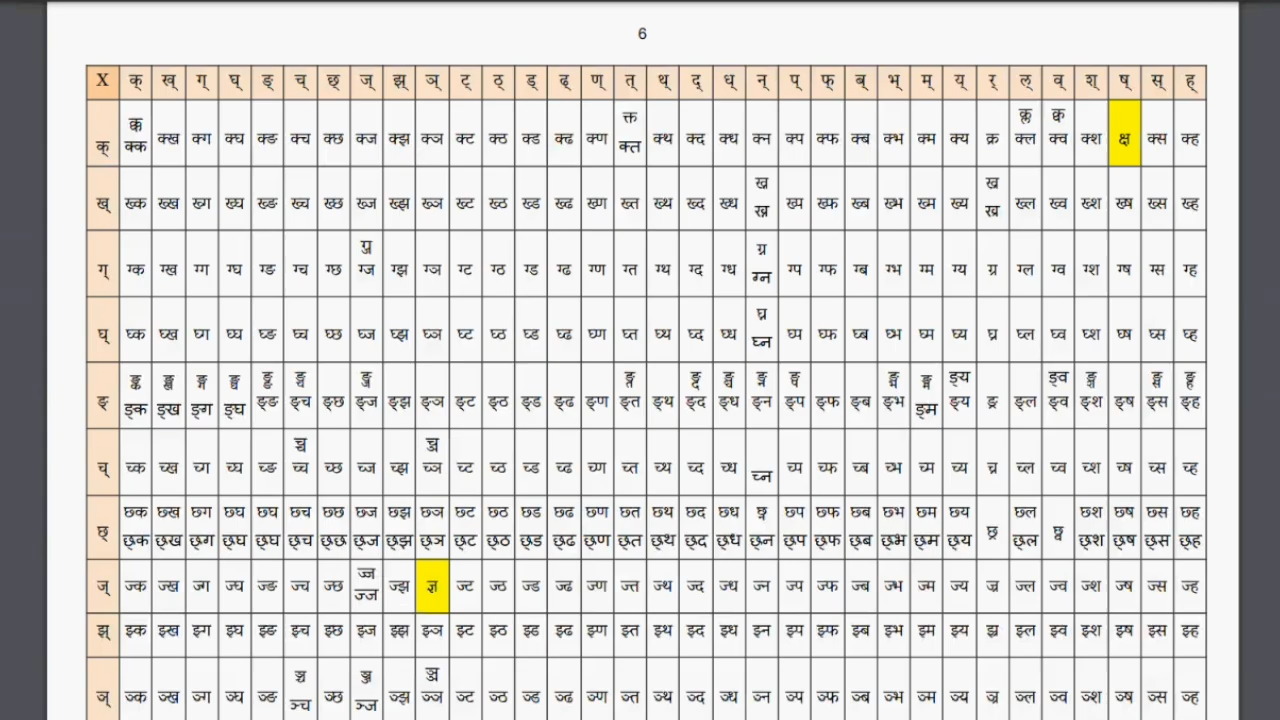 6
X क् ख् ग् घ् ङ् च् छ् ज् झ् ञ् ट् ठ् ड् ढ् ण् त् थ् द् ध् न् प् फ् ब् भ् म् य् र् ल् व् श् ष् स् ह्
क्क क्त क्ल क्व
क् क्क क्ख क्ग क्घ क्ङ क्च क्छ क्ज क्झ क्ञ क्ट क्ठ क्ड क्ढ क्ण क्त क्थ क्द क्ध क्न क्प क्फ क्ब क्भ क्म क्य क्र क्ल क्व क्श क्ष क्स क्ह
ख्न ख्र
ख् ख्क ख्ख ख्ग ख्घ ख्ङ ख्च ख्छ ख्ज ख्झ ख्ञ ख्ट ख्ठ ख्ड ख्ढ ख्ण ख्त ख्थ ख्द ख्ध ख्न ख्प ख्फ ख्ब ख्भ ख्म ख्य ख्र ख्ल ख्व ख्श ख्ष ख्स ख्ह
ग्ज ग्न
ग् ग्क ग्ख ग्ग ग्घ ग्ङ ग्च ग्छ ग्ज ग्झ ग्ञ ग्ट ग्ठ ग्ड ग्ढ ग्ण ग्त ग्थ ग्द ग्ध ग्न ग्प ग्फ ग्ब ग्भ ग्म ग्य ग्र ग्ल ग्व ग्श ग्ष ग्स ग्ह
घ्न
घ् घ्क घ्ख घ्ग घ्घ घ्ङ घ्च घ्छ घ्ज घ्झ घ्ञ घ्ट घ्ठ घ्ड घ्ढ घ्ण घ्त घ्थ घ्द घ्ध घ्न घ्प घ्फ घ्ब घ्भ घ्म घ्य घ्र घ्ल घ्व घ्श घ्ष घ्स घ्ह
ङ्क ङ्ख ङ्ग ङ्घ ङ्ङ ङ्च ङ्ज ङ्त ङ्द ङ्ध ङ्न ङ्प ङ्भ ङ्म ङ्य ङ्व ङ्श ङ्स ङ्ह
ङ् ङ्क ङ्ख ङ्ग ङ्घ ङ्ङ ङ्च ङ्छ ङ्ज ङ्झ ङ्ञ ङ्ट ङ्ठ ङ्ड ङ्ढ ङ्ण ङ्त ङ्थ ङ्द ङ्ध ङ्न ङ्प ङ्फ ङ्ब ङ्भ ङ्म ङ्य ङ्र ङ्ल ङ्व ङ्श ङ्ष ङ्स ङ्ह
च्च च्ञ
च् च्क च्ख च्ग च्घ च्ङ च्च च्छ च्ज च्झ च्ञ च्ट च्ठ च्ड च्ढ च्ण च्त च्थ च्द च्ध च्न च्प च्फ च्ब च्भ च्म च्य च्र च्ल च्व च्श च्ष च्स च्ह
छ्क छ्ख छ्ग छ्घ छ्घ छ्च छ्छ छ्ज छ्झ छ्ञ छ्ट छ्ठ छ्ड छ्ढ छ्ण छ्त छ्थ छ्द छ्ध छ्न छ्प छ्फ छ्ब छ्भ छ्म छ्य छ्ल छ्श छ्ष छ्स छ्ह
छ् छ्क छ्ख छ्ग छ्घ छ्घ छ्च छ्छ छ्ज छ्झ छ्ञ छ्ट छ्ठ छ्ड छ्ढ छ्ण छ्त छ्थ छ्द छ्ध छ्न छ्प छ्फ छ्ब छ्भ छ्म छ्य छ्र छ्ल छ्व छ्श छ्ष छ्स छ्ह
ज्ज
ज् ज्क ज्ख ज्ग ज्घ ज्ङ ज्च ज्छ ज्ज ज्झ ज्ञ ज्ट ज्ठ ज्ड ज्ढ ज्ण ज्त ज्थ ज्द ज्ध ज्न ज्प ज्फ ज्ब ज्भ ज्म ज्य ज्र ज्ल ज्व ज्श ज्ष ज्स ज्ह
झ् झ्क झ्ख झ्ग झ्घ झ्ङ झ्च झ्छ झ्ज झ्झ झ्ञ झ्ट झ्ठ झ्ड झ्ढ झ्ण झ्त झ्थ झ्द झ्ध झ्न झ्प झ्फ झ्ब झ्भ झ्म झ्य झ्र झ्ल झ्व झ्श झ्ष झ्स झ्ह
ञ्च ञ्ज ञ्ञ
ञ् ञ्क ञ्ख ञ्ग ञ्घ ञ्ङ ञ्च ञ्छ ञ्ज ञ्झ ञ्ञ ञ्ट ञ्ठ ञ्ड ञ्ढ ञ्ण ञ्त ञ्थ ञ्द ञ्ध ञ्न ञ्प ञ्फ ञ्ब ञ्भ ञ्म ञ्य ञ्र ञ्ल ञ्व ञ्श ञ्ष ञ्स ञ्ह